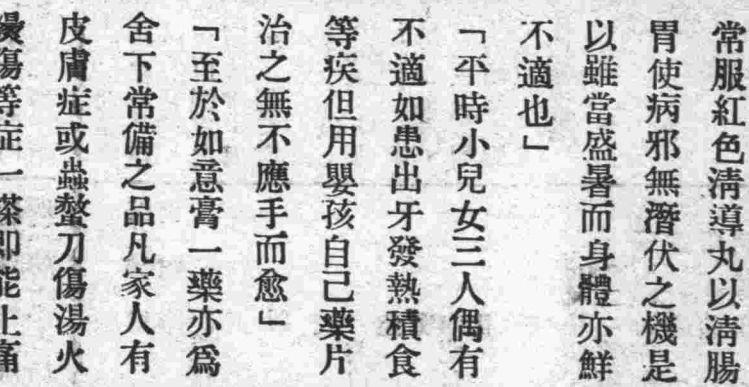 常服紅色清導丸以清腸
胃使病邪無潛伏之機是
以雖當盛暑而身體亦鮮
不適也」
「平時小兒女三人偶有
不適如患出牙發熱積食
等疾但用嬰孩自己藥片
治之無不應手而愈」
「至於如意膏一藥亦爲
舍下常備之品凡家人有
皮膚症或蟲螫刀傷湯火
燙傷等症一搽即能止痛